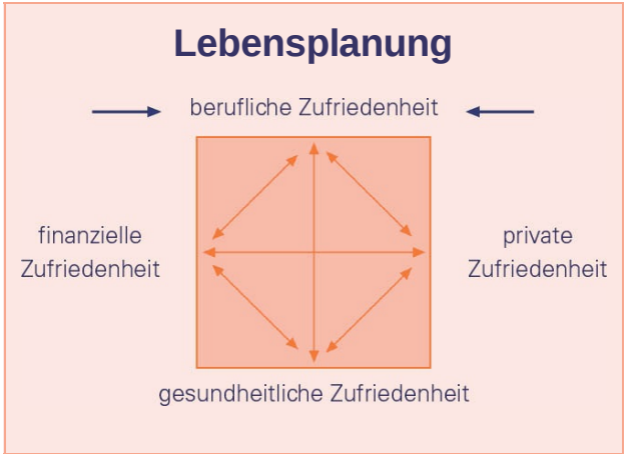 Lebensplanung
berufliche Zufriedenheit
finanzielle
Zufriedenheit
private
Zufriedenheit
gesundheitliche Zufriedenheit